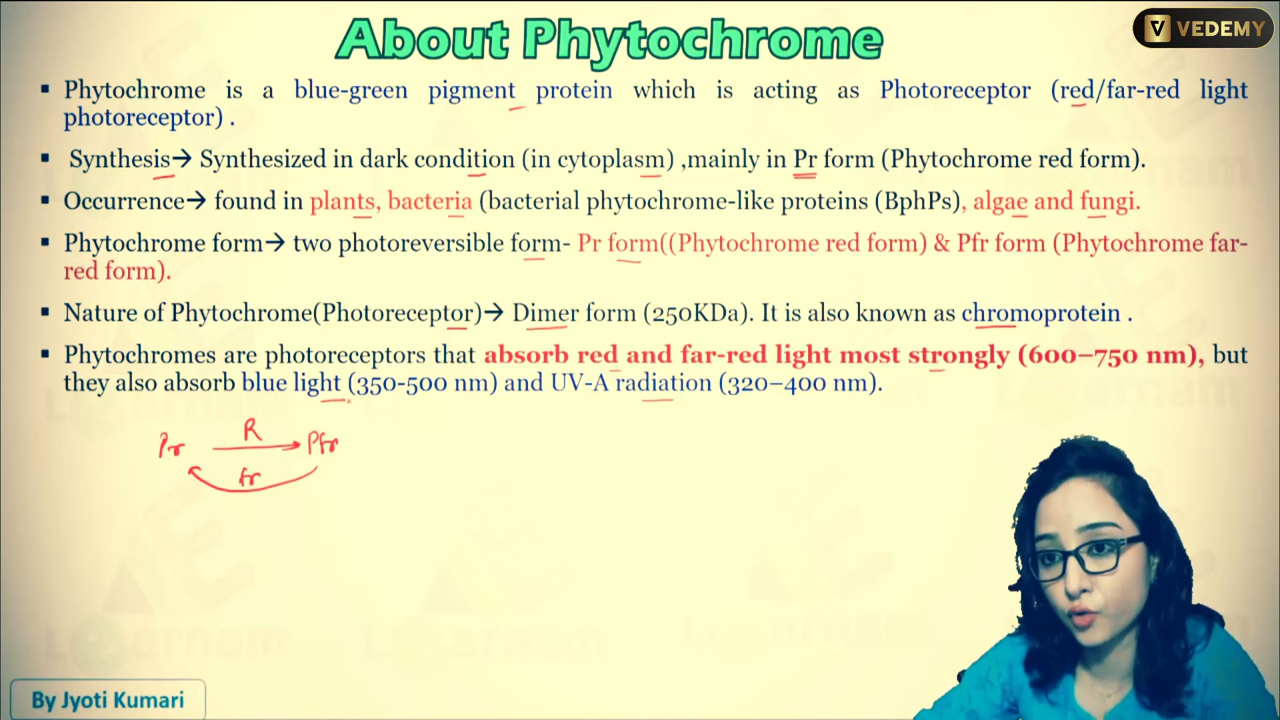 About Phytochrome
VEDEMY
▪ Phytochrome is a blue-green pigment protein which is acting as Photoreceptor (red/far-red light
photoreceptor) .
▪ Synthesis→ Synthesized in dark condition (in cytoplasm) ,mainly in Pr form (Phytochrome red form).
▪ Occurrence→ found in plants, bacteria (bacterial phytochrome-like proteins (BphPs), algae and fungi.
▪ Phytochrome form→ two photoreversible form- Pr form((Phytochrome red form) & Pfr form (Phytochrome far-
red form).
▪ Nature of Phytochrome(Photoreceptor)→ Dimer form (250KDa). It is also known as chromoprotein .
▪ Phytochromes are photoreceptors that absorb red and far-red light most strongly (600–750 nm), but
they also absorb blue light (350-500 nm) and UV-A radiation (320–400 nm).
R
Pr → Pfr
fr
By Jyoti Kumari